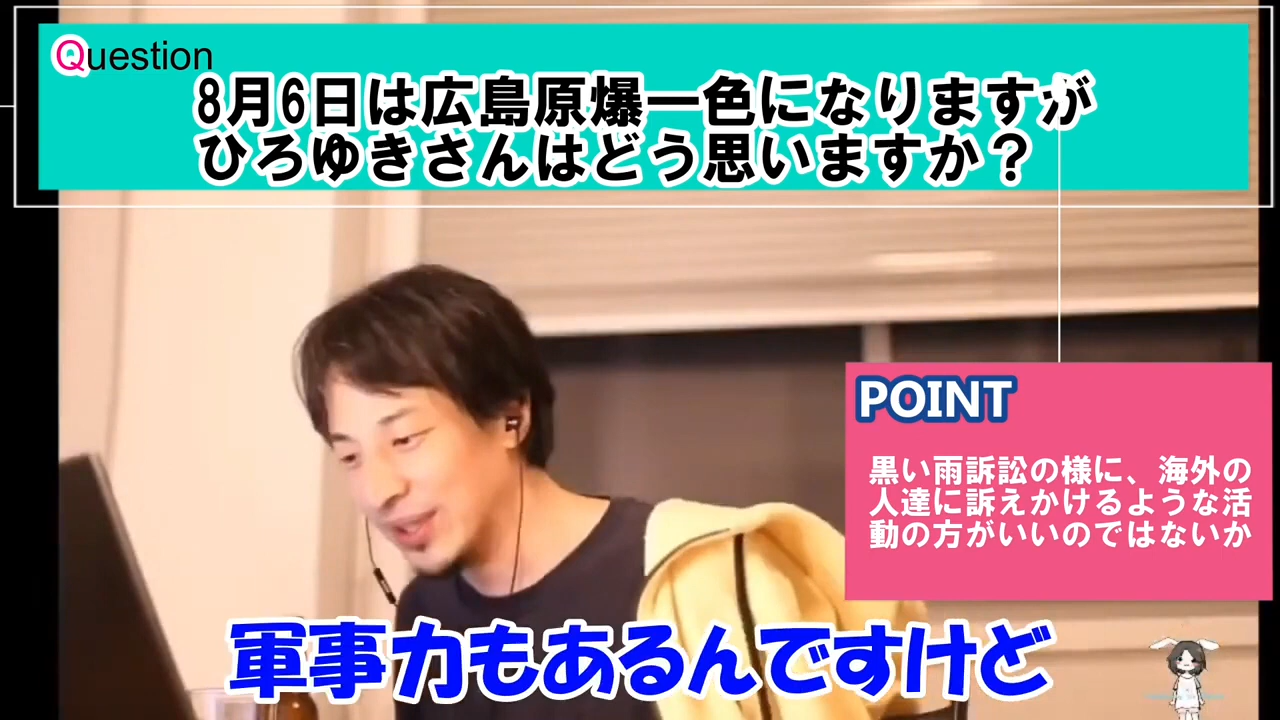 Question
8月6日は広島原爆一色になりますが
ひろゆきさんはどう思いますか？
POINT
黒い雨訴訟の様に、海外の
人達に訴えかけるような活
動の方がいいのではないか
軍事力もあるんですけど